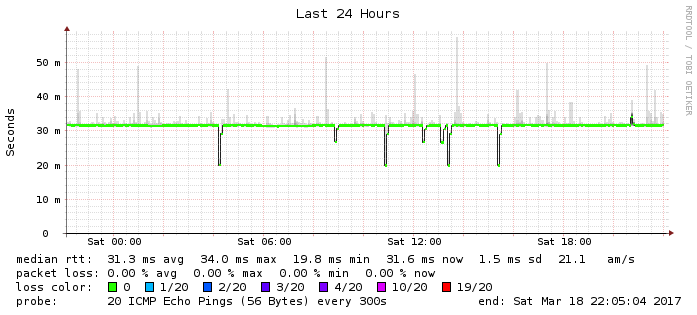 Last 24 Hours
RRDTOOL / TOBI OETIKER
Seconds
50 m
40 m
30 m
20 m
10 m
0
Sat 00:00 Sat 06:00 Sat 12:00 Sat 18:00
median rtt: 31.3 ms avg 34.0 ms max 19.8 ms min 31.6 ms now 1.5 ms sd 21.1 am/s
packet loss: 0.00 % avg 0.00 % max 0.00 % min 0.00 % now
loss color: 0 1/20 2/20 3/20 4/20 10/20 19/20
probe: 20 ICMP Echo Pings (56 Bytes) every 300s end: Sat Mar 18 22:05:04 2017